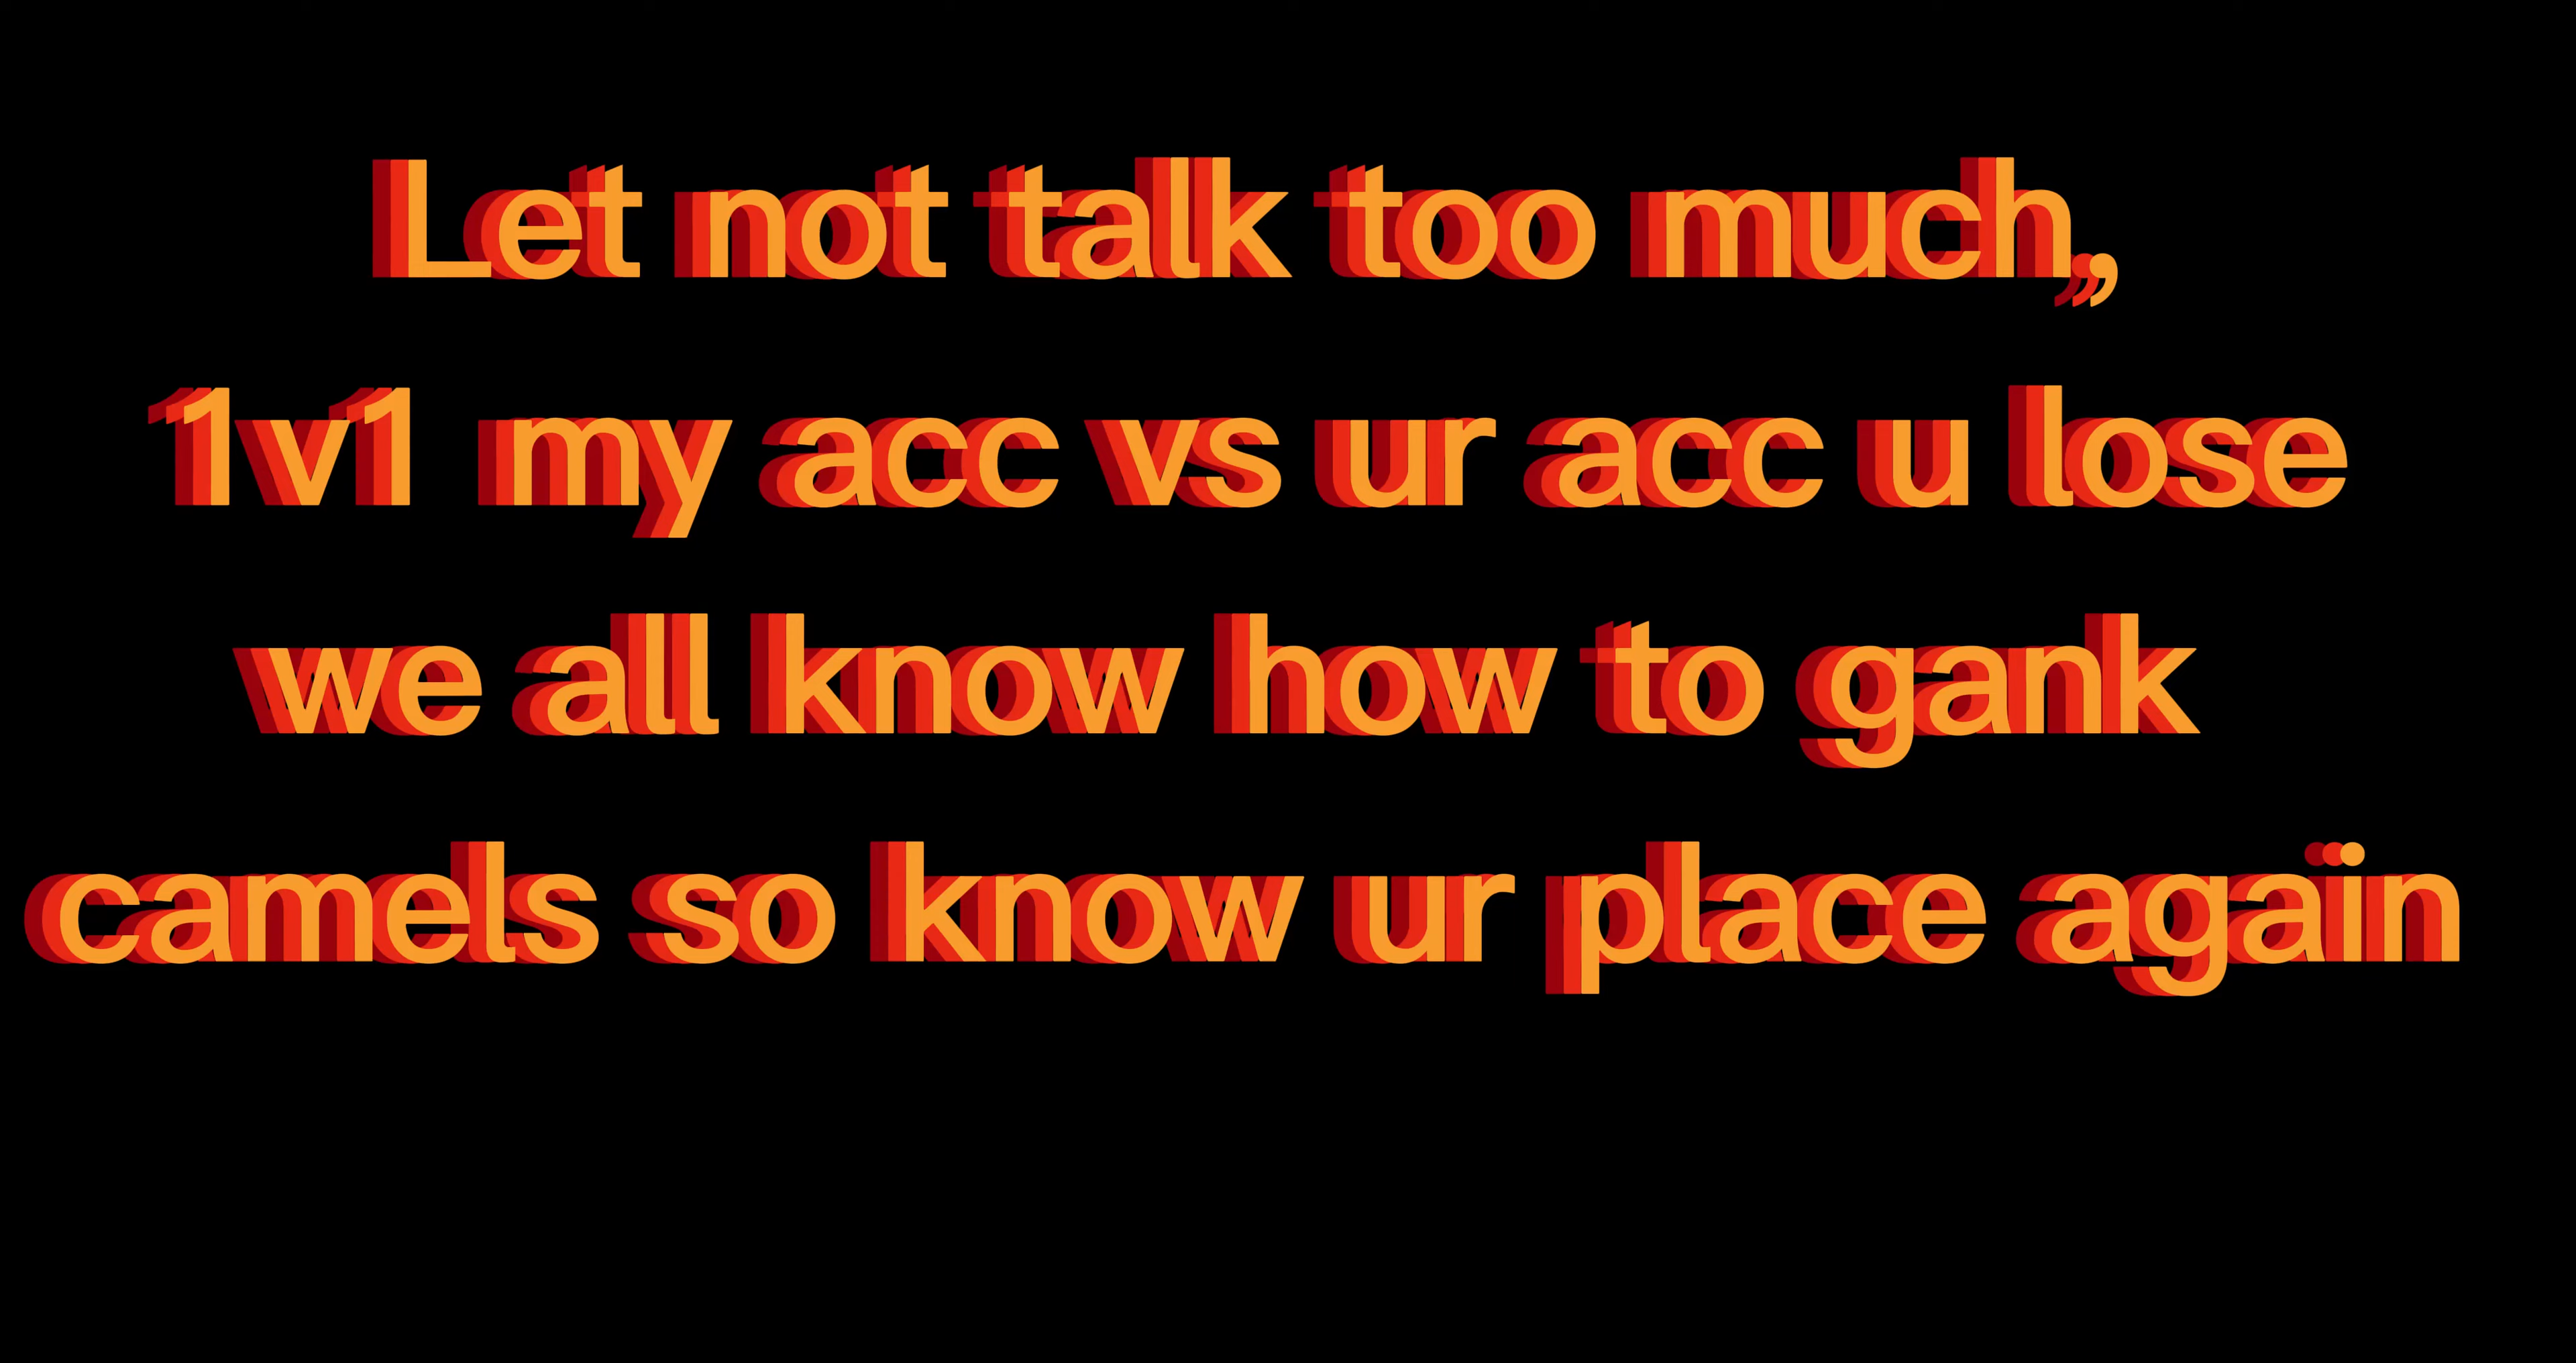 Let not talk too much,
1v1 my acc vs ur acc u lose
we all know how to gank
camels so know ur place again